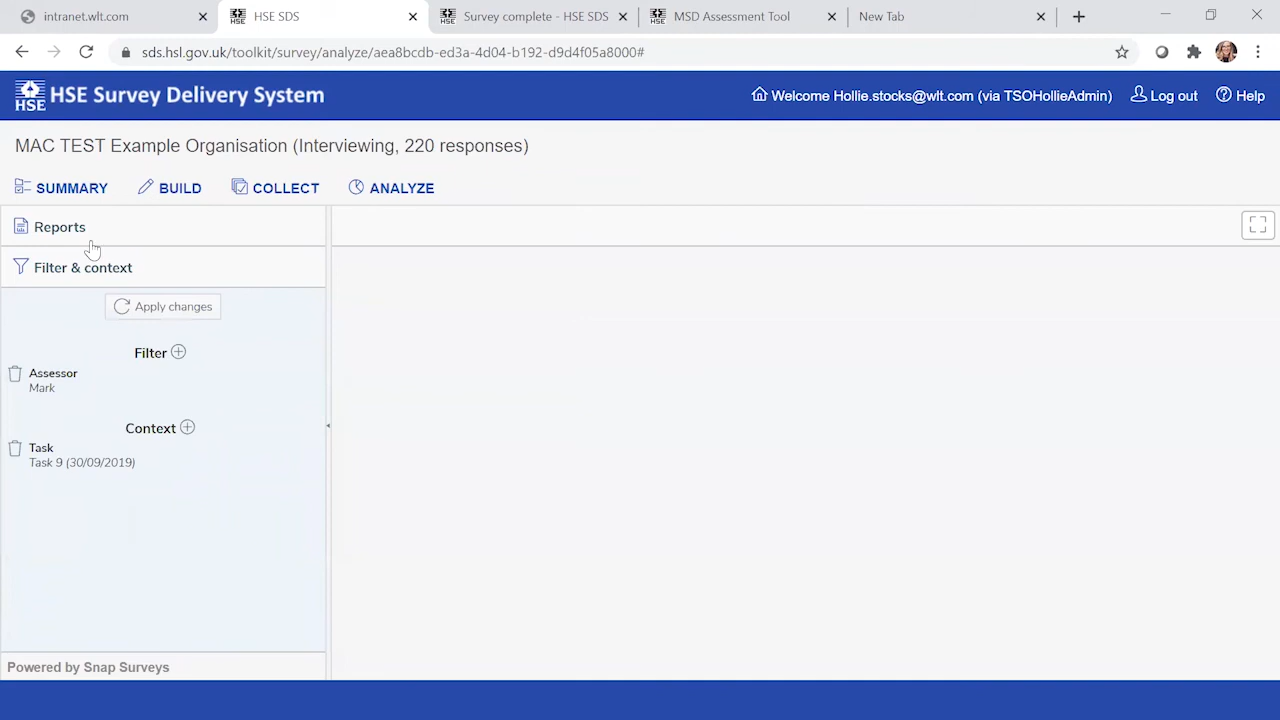 intranet.wlt.com
HSE SDS
Survey complete - HSE SDS
MSD Assessment Tool
New Tab
sds.hsl.gov.uk/toolkit/survey/analyze/aea8bcdb-ed3a-4d04-b192-d9d4f05a8000#
HSE HSE Survey Delivery System
Welcome Hollie.stocks@wlt.com (via TSOHollieAdmin)
Log out
Help
MAC TEST Example Organisation (Interviewing, 220 responses)
SUMMARY
BUILD
COLLECT
ANALYZE
Reports
Filter & context
Apply changes
Filter
Assessor
Mark
Context
Task
Task 9 (30/09/2019)
Powered by Snap Surveys